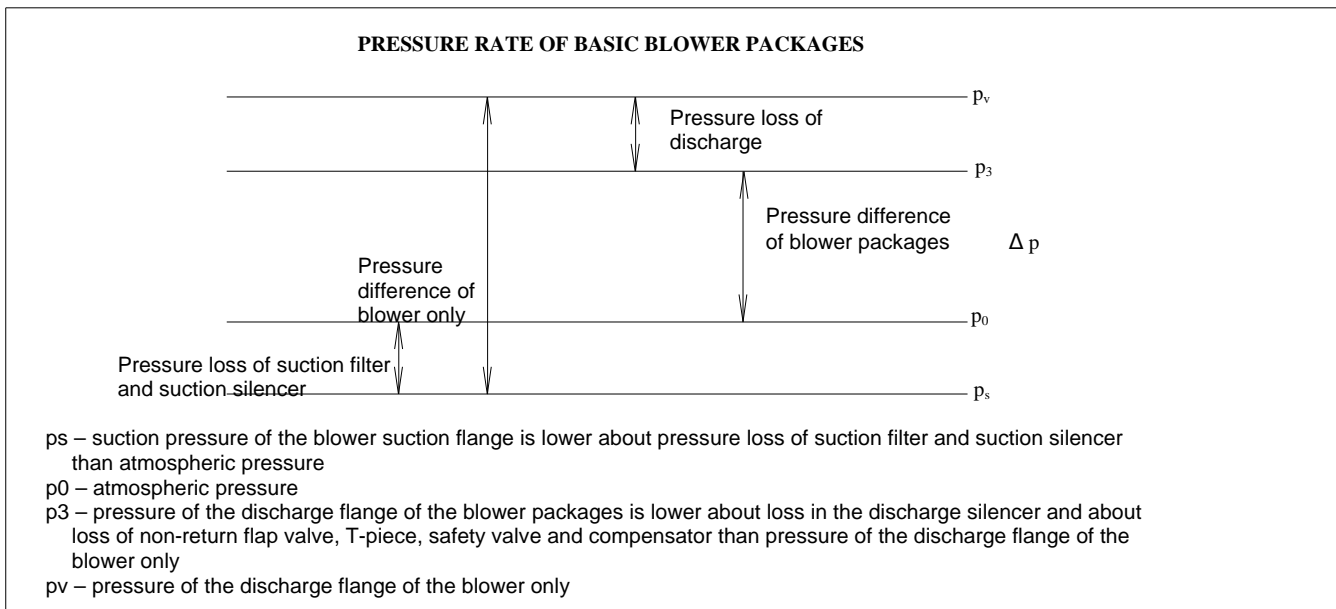 PRESSURE RATE OF BASIC BLOWER PACKAGES
pv
Pressure loss of
discharge
p3
Pressure difference
of blower packages Δ p
Pressure
difference of
blower only
p0
Pressure loss of suction filter
and suction silencer
ps
ps – suction pressure of the blower suction flange is lower about pressure loss of suction filter and suction silencer
than atmospheric pressure
p0 – atmospheric pressure
p3 – pressure of the discharge flange of the blower packages is lower about loss in the discharge silencer and about
loss of non-return flap valve, T-piece, safety valve and compensator than pressure of the discharge flange of the
blower only
pv – pressure of the discharge flange of the blower only